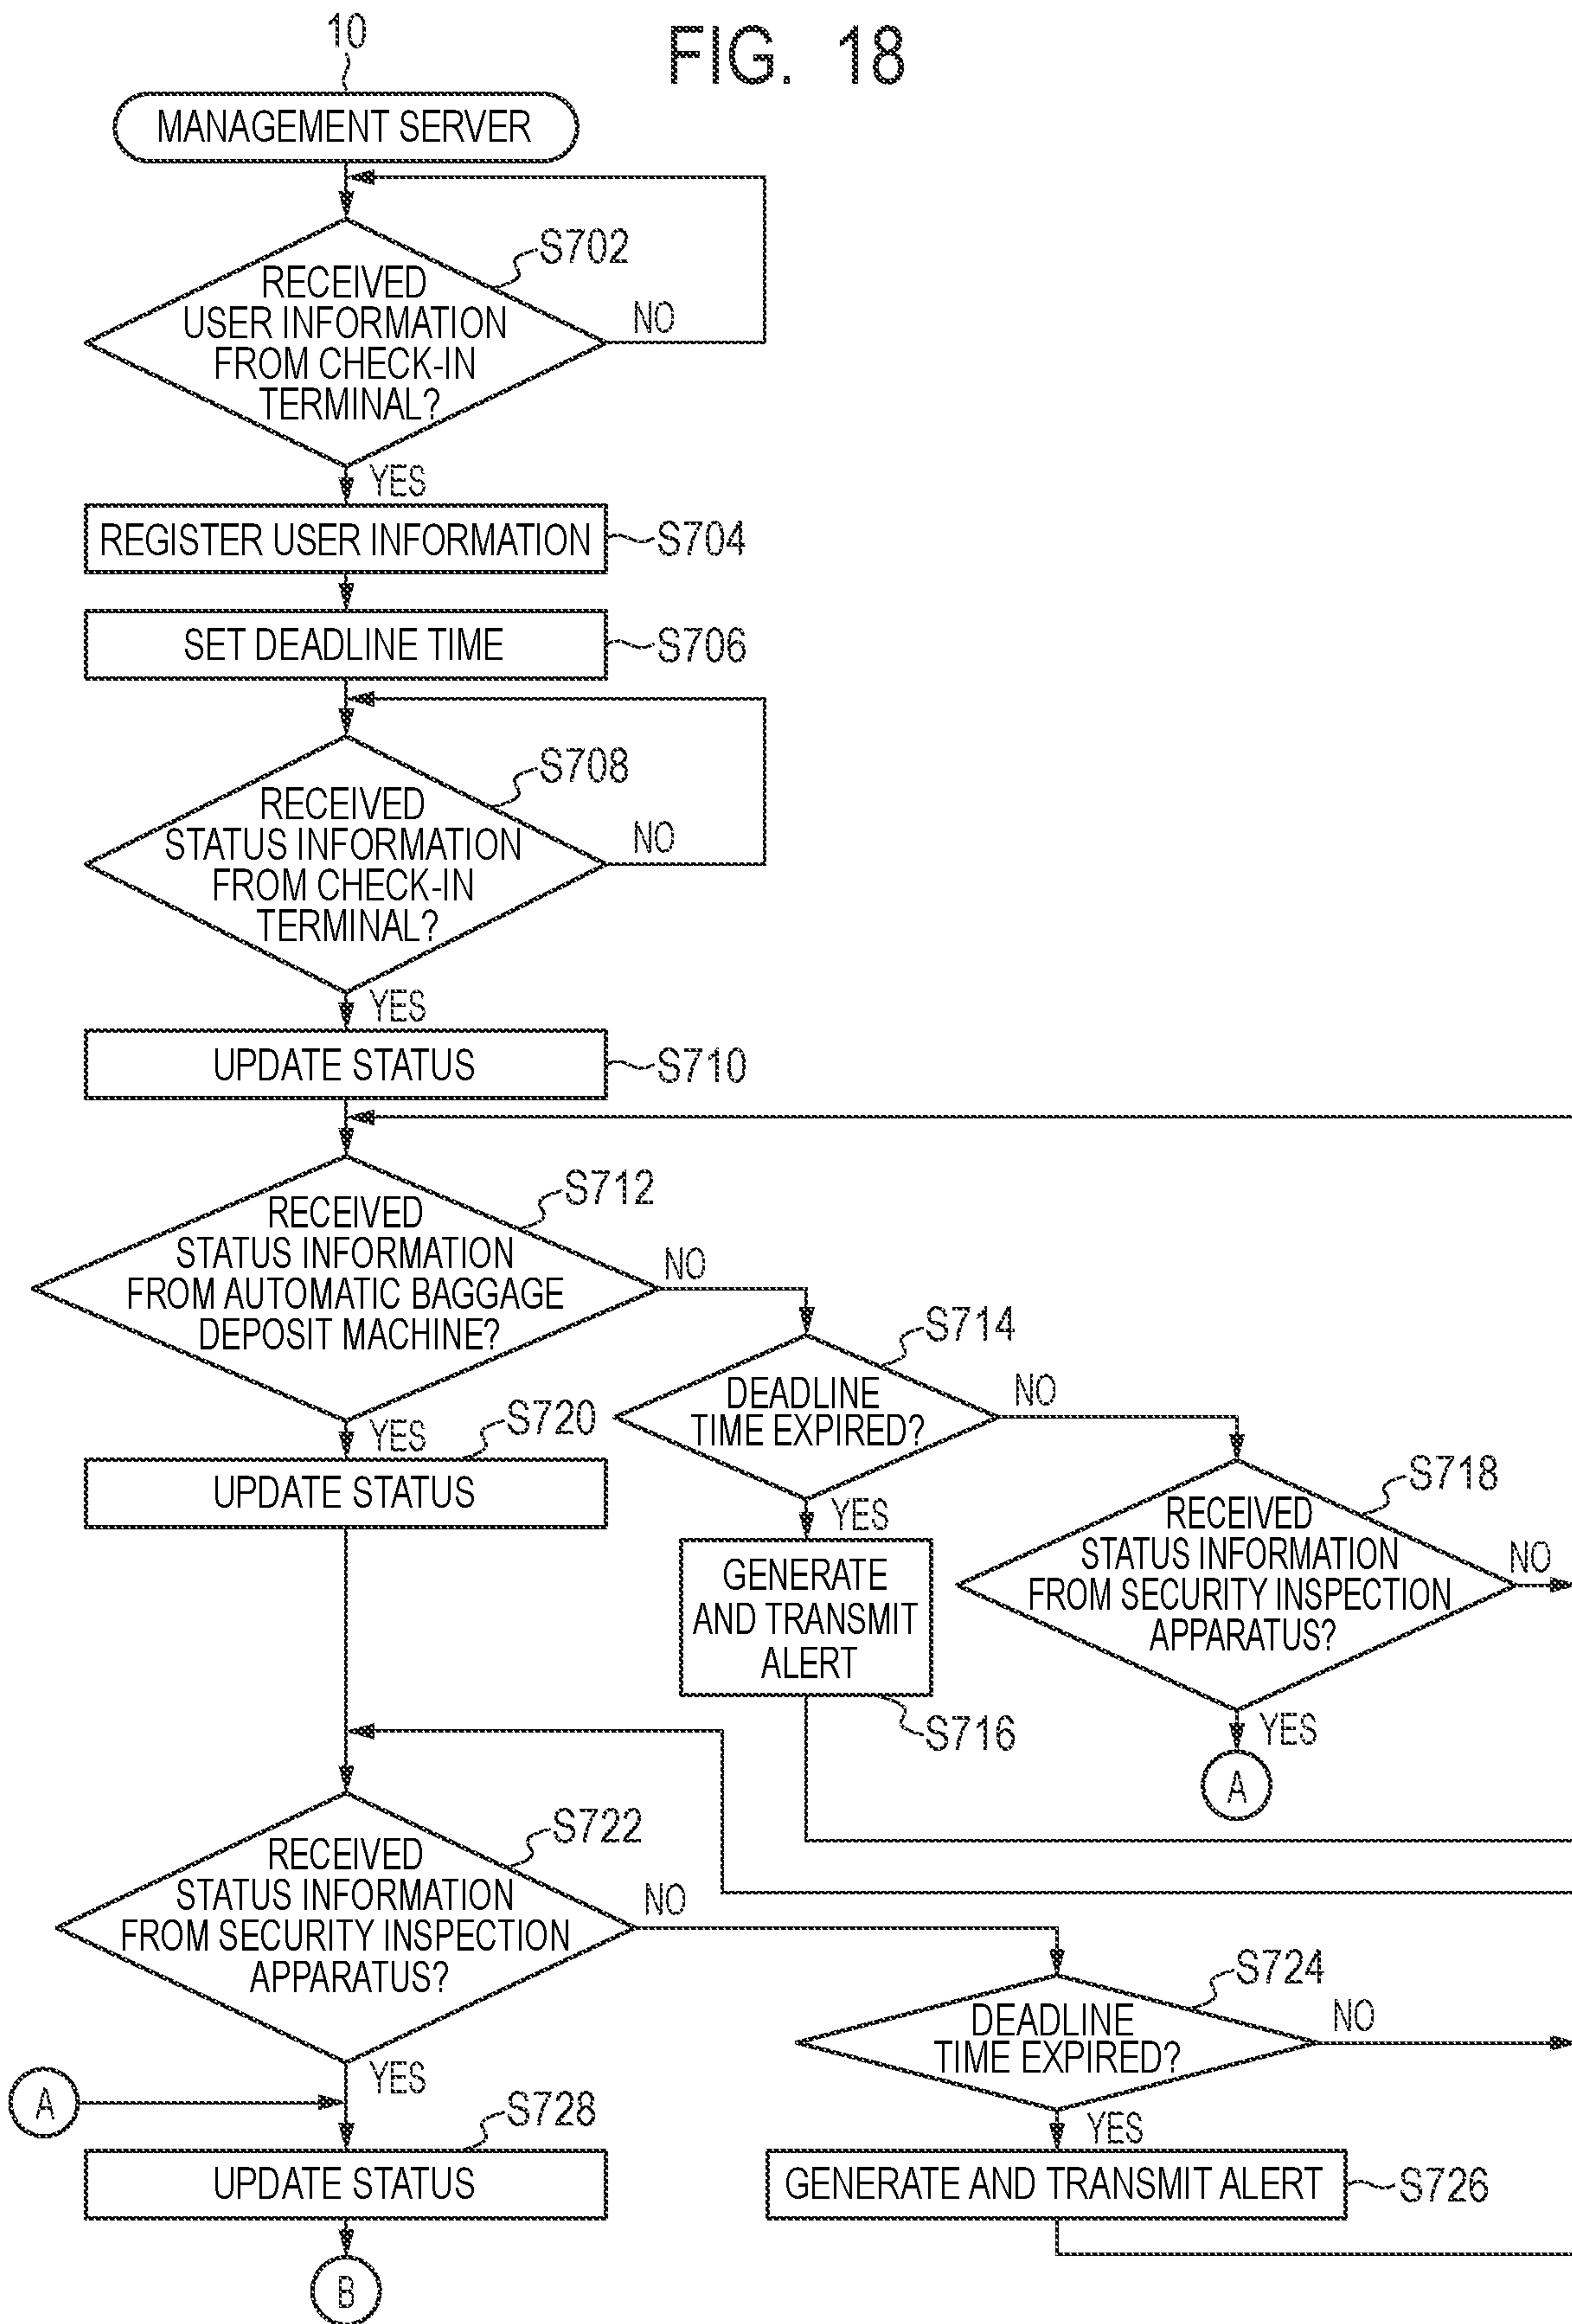 10
FIG. 18
MANAGEMENT SERVER
S702
RECEIVED
USER INFORMATION
FROM CHECK-IN
TERMINAL?
NO
YES
REGISTER USER INFORMATION
S704
SET DEADLINE TIME
S706
S708
RECEIVED
STATUS INFORMATION
FROM CHECK-IN
TERMINAL?
NO
YES
UPDATE STATUS
S710
S712
RECEIVED
STATUS INFORMATION
FROM AUTOMATIC BAGGAGE
DEPOSIT MACHINE?
NO
YES
S714
DEADLINE
TIME EXPIRED?
NO
YES
S720
UPDATE STATUS
S718
RECEIVED
STATUS INFORMATION
FROM SECURITY INSPECTION
APPARATUS?
NO
YES
A
GENERATE
AND TRANSMIT
ALERT
S716
S722
RECEIVED
STATUS INFORMATION
FROM SECURITY INSPECTION
APPARATUS?
NO
YES
S724
DEADLINE
TIME EXPIRED?
NO
YES
A
S728
UPDATE STATUS
GENERATE AND TRANSMIT ALERT
S726
B